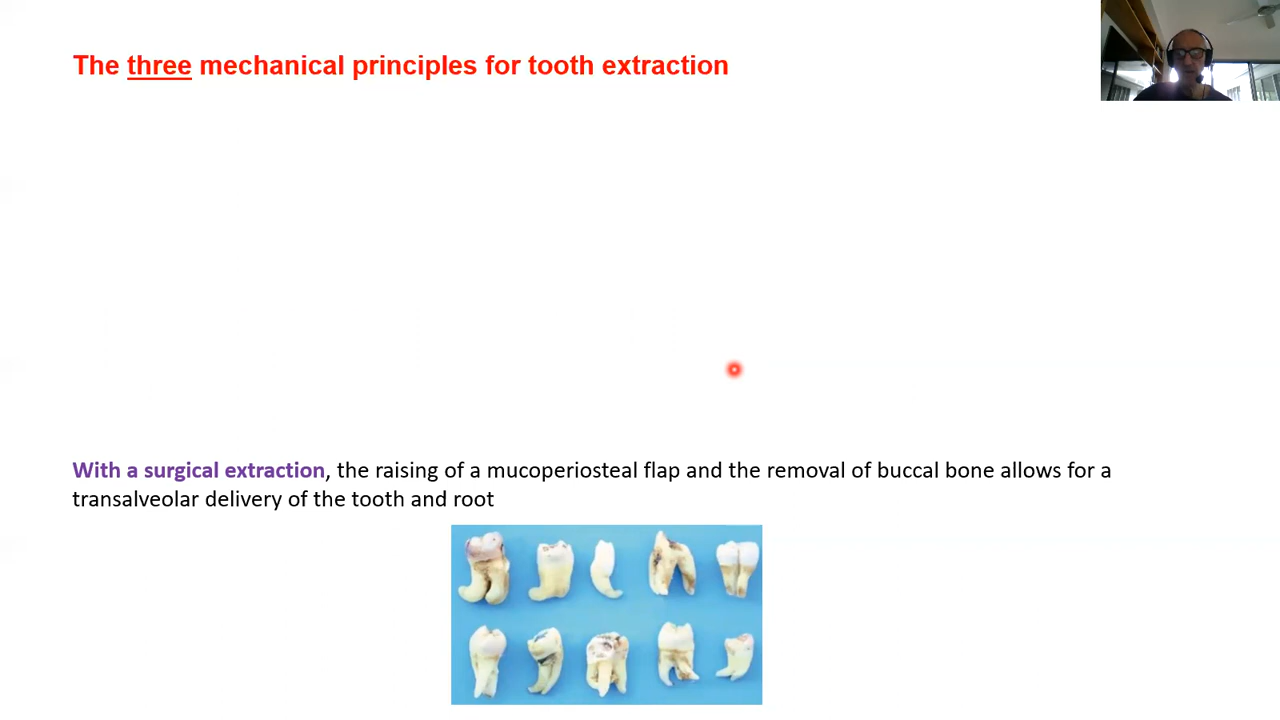 The three mechanical principles for tooth extraction
With a surgical extraction, the raising of a mucoperiosteal flap and the removal of buccal bone allows for a
transalveolar delivery of the tooth and root